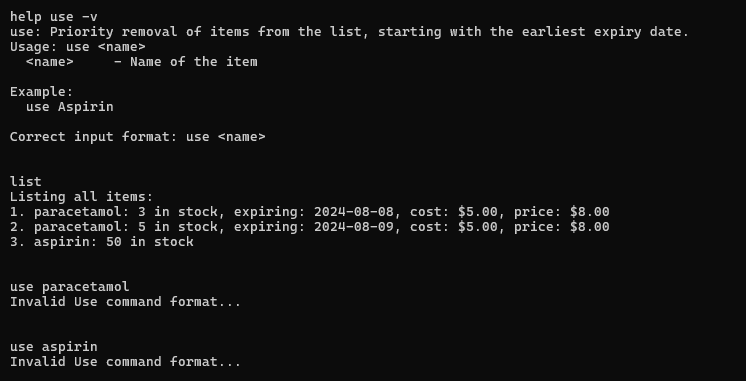 help use -v
use: Priority removal of items from the list, starting with the earliest expiry date.
Usage: use <name>
  <name>     - Name of the item

Example:
  use Aspirin

Correct input format: use <name>

list
Listing all items:
1. paracetamol: 3 in stock, expiring: 2024-08-08, cost: $5.00, price: $8.00
2. paracetamol: 5 in stock, expiring: 2024-08-09, cost: $5.00, price: $8.00
3. aspirin: 50 in stock

use paracetamol
Invalid Use command format...

use aspirin
Invalid Use command format...